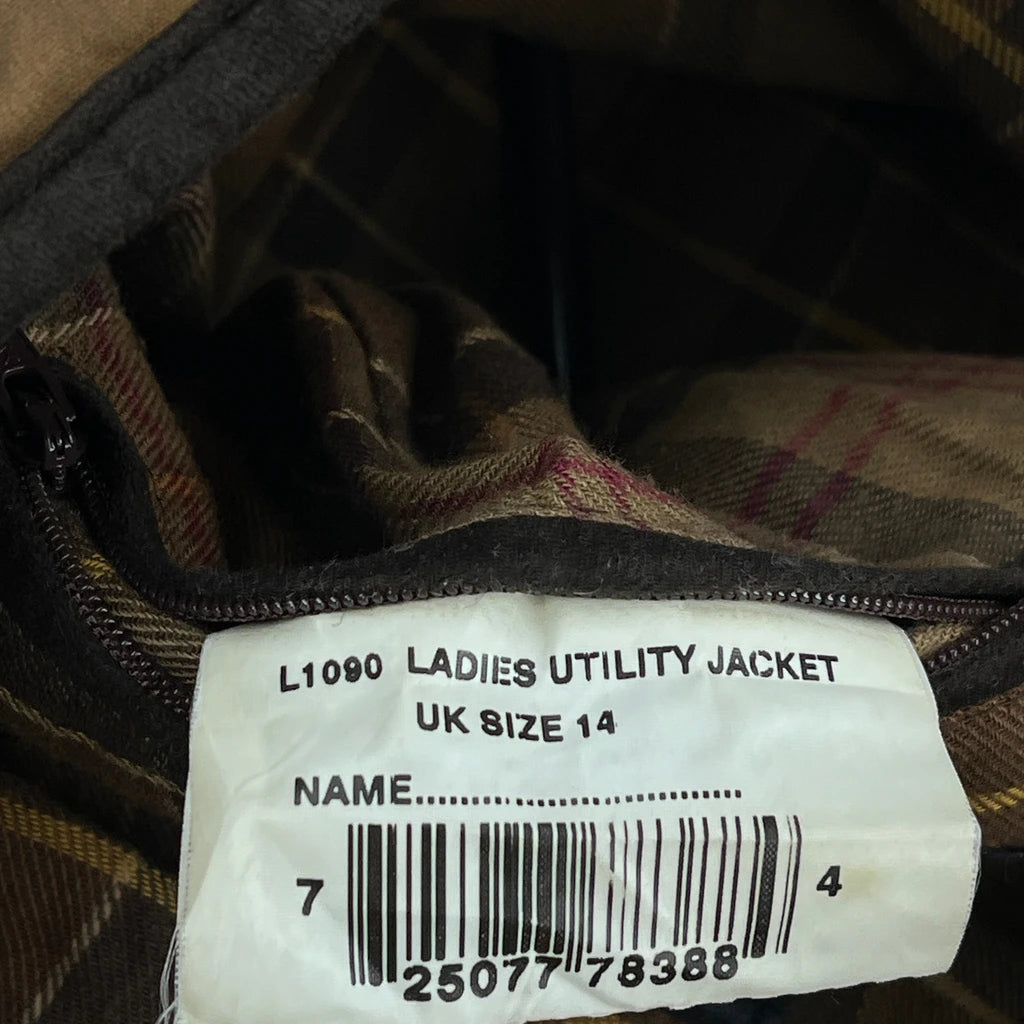 L1090 LADIES UTILITY JACKET
UK SIZE 14
NAME.......................................
7 25077 78388 4